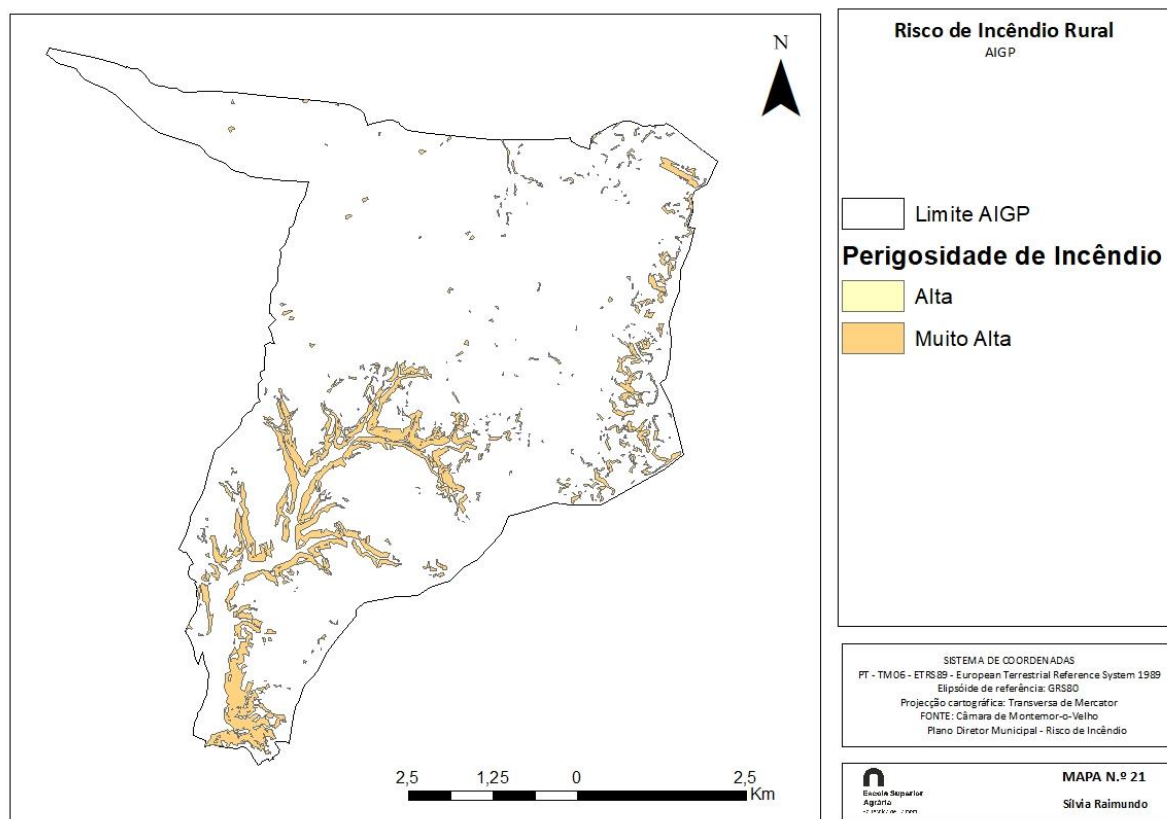 Risco de Incêndio Rural
AIGP
N
Limite AIGP
Perigosidade de Incêndio
Alta
Muito Alta
2,5 1,25 0 2,5
Km
SISTEMA DE COORDENADAS
PT - TM06 - ETRS89 - European Terrestrial Reference System 1989
Elipsóide de referência: GRS80
Projecção cartográfica: Transversa de Mercator
FONTE: Câmara de Montemor-o-Velho
Plano Diretor Municipal - Risco de Incêndio
Escola Superior
Agrária
MAPA N.º 21
Sílvia Raimundo